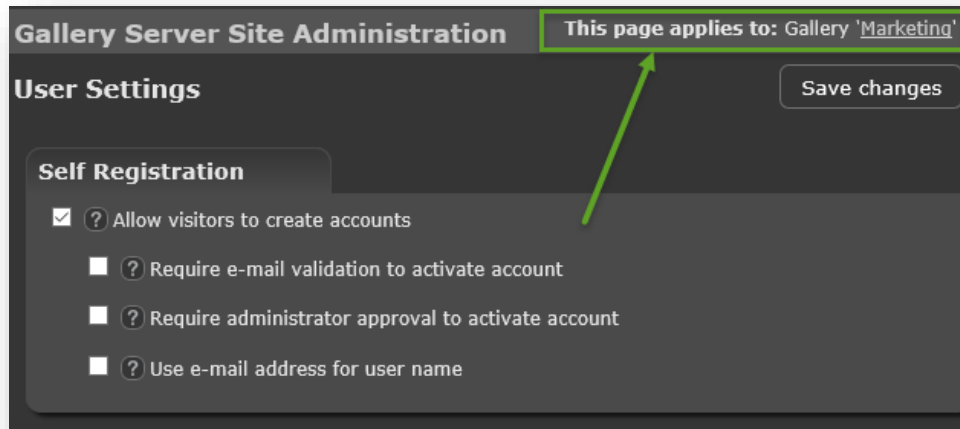 Gallery Server Site Administration
This page applies to: Gallery 'Marketing'
User Settings
Save changes
Self Registration
? Allow visitors to create accounts
? Require e-mail validation to activate account
? Require administrator approval to activate account
? Use e-mail address for user name